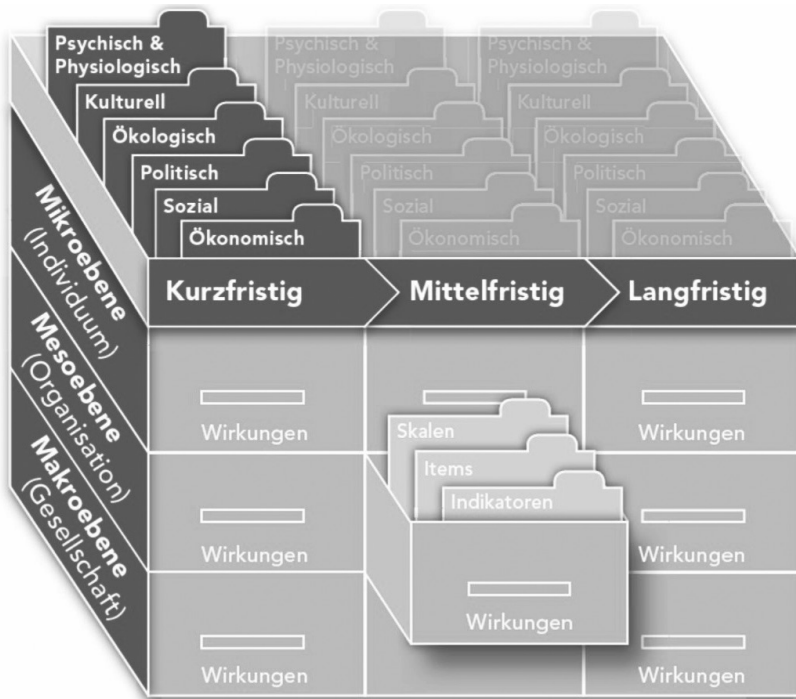 Psychisch &
Physiologisch
Kulturell
Ökologisch
Politisch
Sozial
Ökonomisch
Psychisch &
Physiologisch
Kulturell
Ökologisch
Politisch
Sozial
Ökonomisch
Psychisch &
Physiologisch
Kulturell
Ökologisch
Politisch
Sozial
Ökonomisch
Mikroebene
(Individuum)
Mesoebene
(Organisation)
Makroebene
(Gesellschaft)
Kurzfristig
Mittelfristig
Langfristig
Wirkungen
Wirkungen
Skalen
Items
Indikatoren
Wirkungen
Wirkungen
Wirkungen
Wirkungen
Wirkungen